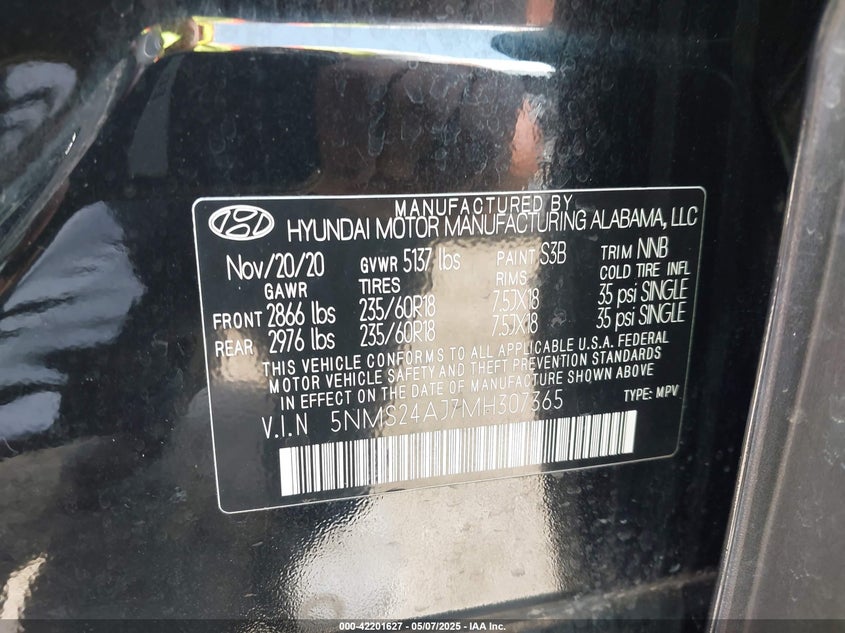 MANUFACTURED BY
HYUNDAI MOTOR MANUFACTURING ALABAMA, LLC
Nov/20/20 GVWR 5137 lbs PAINT S3B TRIM NNB
GAWR TIRES RIMS COLD TIRE INFL
FRONT 2866 lbs 235/60R18 7.5JX18 35 psi SINGLE
REAR 2976 lbs 235/60R18 7.5JX18 35 psi SINGLE
THIS VEHICLE CONFORMS TO ALL APPLICABLE U.S.A. FEDERAL
MOTOR VEHICLE SAFETY AND THEFT PREVENTION STANDARDS
IN EFFECT ON THE DATE OF MANUFACTURE SHOWN ABOVE
V.I.N 5NMS24AJ7MH307365 TYPE: MPV
000-42201627 - 05/07/2025 - IAA Inc.